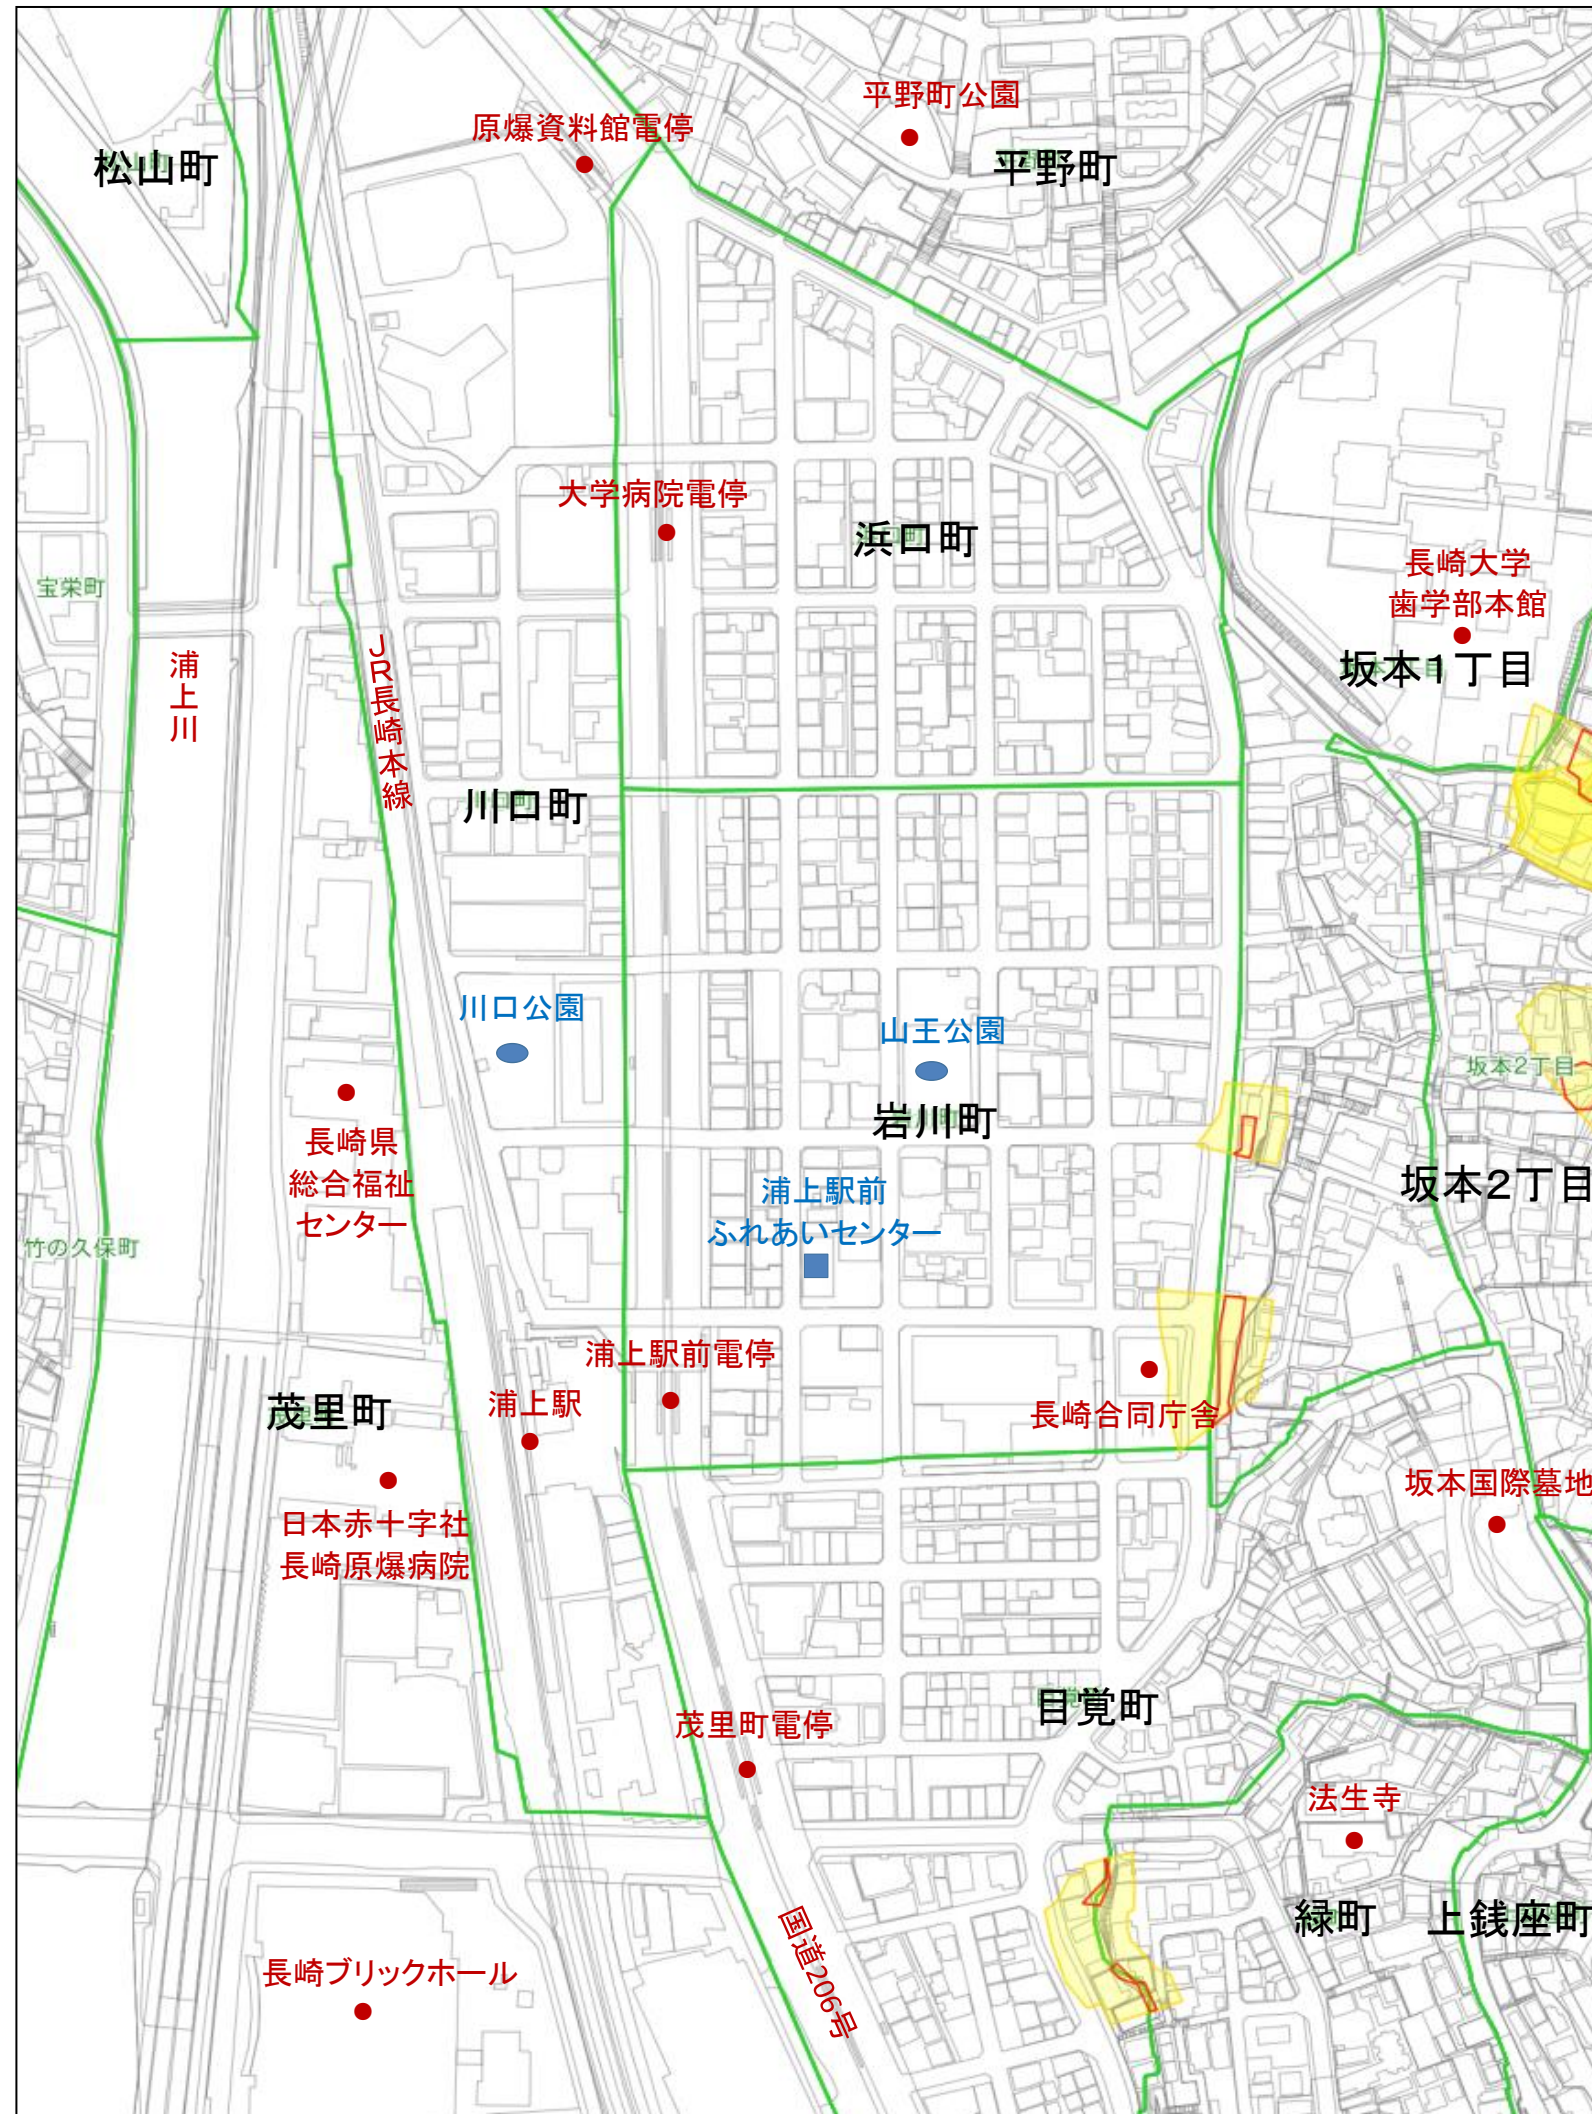 平野町公園
原爆資料館電停
松山町
平野町
大学病院電停
浜口町
長崎大学
歯学部本館
宝栄町
坂本1丁目
浦上川
JR長崎本線
川口町
川口公園
山王公園
坂本2丁目
岩川町
長崎県
総合福祉
センター
坂本2丁目
浦上駅前
ふれあいセンター
竹の久保町
浦上駅前電停
茂里町
浦上駅
長崎合同庁舎
坂本国際墓地
日本赤十字社
長崎原爆病院
目覚町
茂里町電停
法生寺
緑町
上銭座町
国道206号
長崎ブリックホール